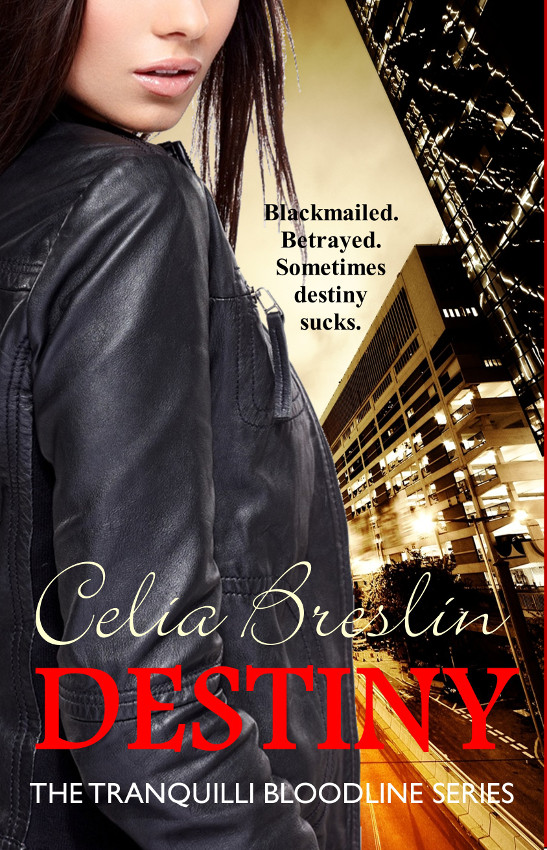 Blackmailed.
Betrayed.
Sometimes
destiny
sucks.
Celia Breslin
DESTINY
THE TRANQUILLI BLOODLINE SERIES